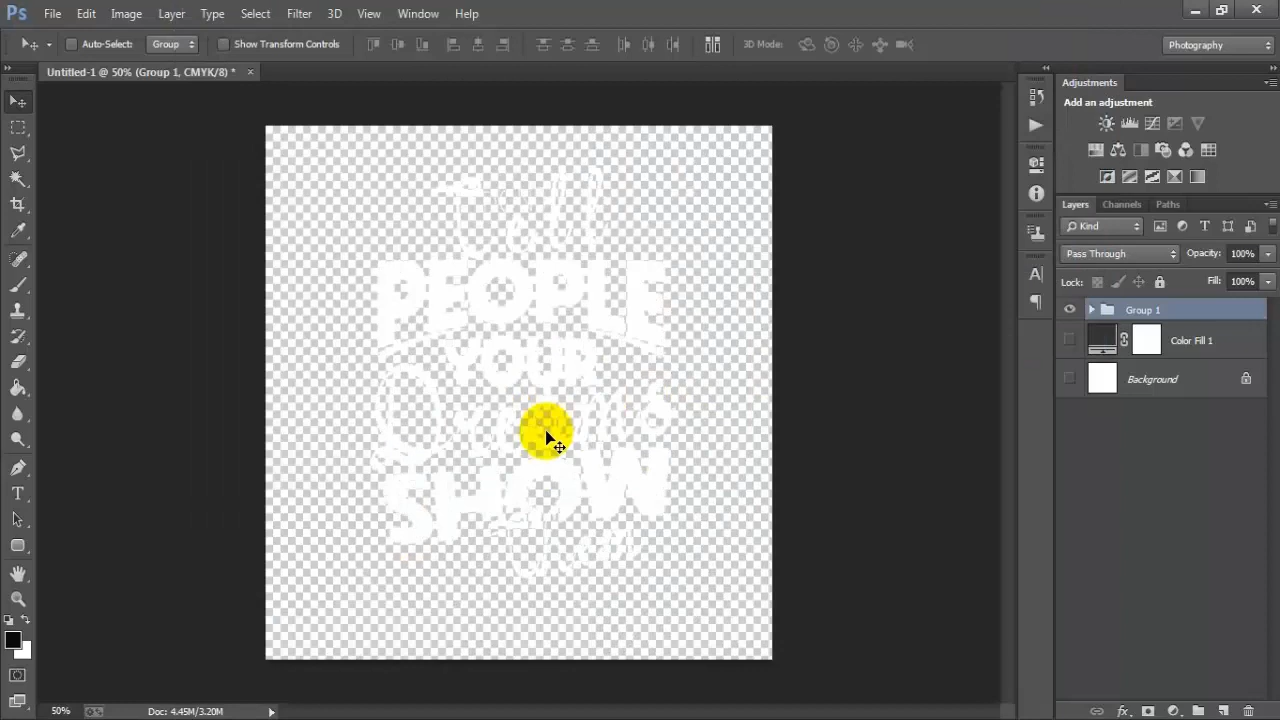 Ps File Edit Image Layer Type Select Filter 3D View Window Help
Auto-Select: Group Show Transform Controls 3D Mode: Photography
Untitled-1 @ 50% (Group 1, CMYK/8) * ×
Adjustments
Add an adjustment
Layers Channels Paths
Kind
Pass Through Opacity: 100%
Lock: Fill: 100%
Group 1
Color Fill 1
Background
PEOPLE
YOUR
Dreams
SHOW
them
50% Doc: 4.45M/3.20M